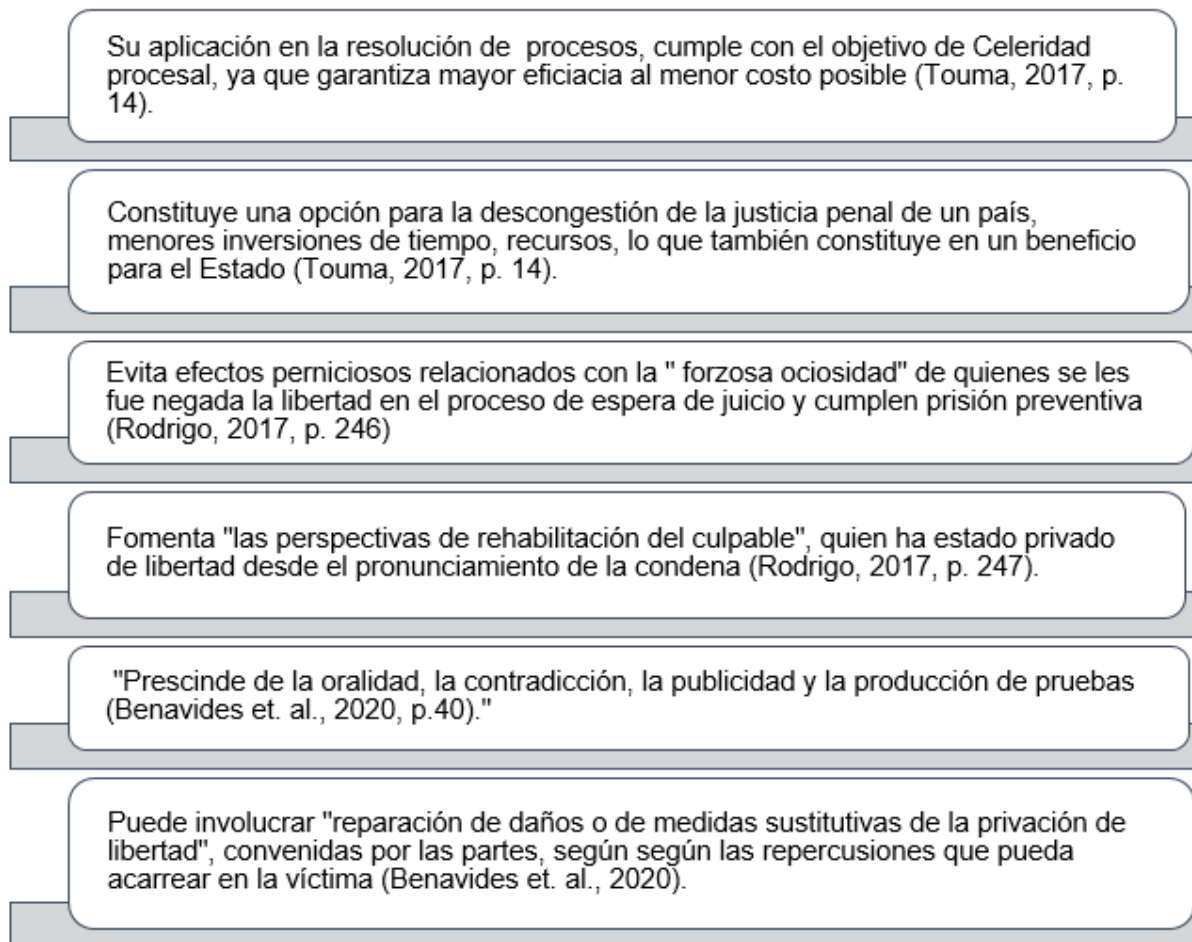 Su aplicación en la resolución de  procesos, cumple con el objetivo de Celeridad
procesal, ya que garantiza mayor eficiacia al menor costo posible (Touma, 2017, p.
14).
Constituye una opción para la descongestión de la justicia penal de un país,
menores inversiones de tiempo, recursos, lo que también constituye en un beneficio
para el Estado (Touma, 2017, p. 14).
Evita efectos perniciosos relacionados con la " forzosa ociosidad" de quienes se les
fue negada la libertad en el proceso de espera de juicio y cumplen prisión preventiva
(Rodrigo, 2017, p. 246)
Fomenta "las perspectivas de rehabilitación del culpable", quien ha estado privado
de libertad desde el pronunciamiento de la condena (Rodrigo, 2017, p. 247).
"Prescinde de la oralidad, la contradicción, la publicidad y la producción de pruebas
(Benavides et. al., 2020, p.40)."
Puede involucrar "reparación de daños o de medidas sustitutivas de la privación de
libertad", convenidas por las partes, según según las repercusiones que pueda
acarrear en la víctima (Benavides et. al., 2020).